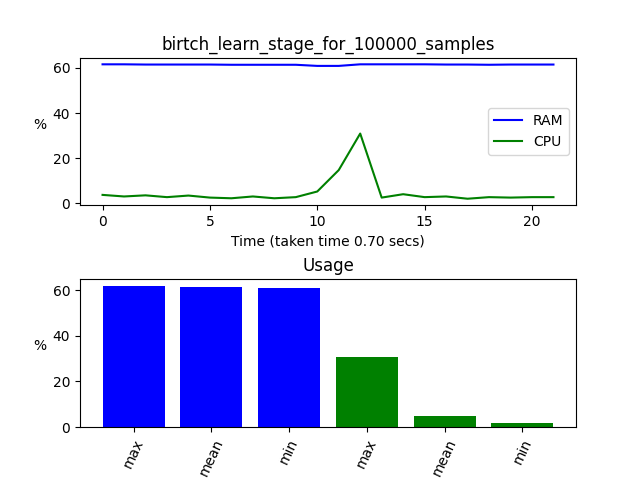 birtch_learn_stage_for_100000_samples
60
40
20
0
%
RAM
CPU
0 5 10 15 20
Time (taken time 0.70 secs)
Usage
60
40
20
0
%
max mean min max mean min